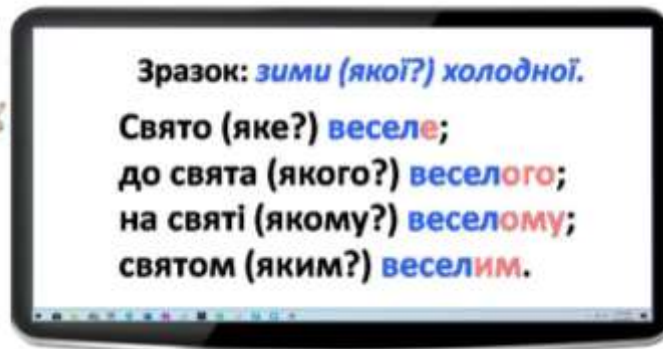 Зразок: зими (якої?) холодної.
Свято (яке?) веселе;
до свята (якого?) веселого;
на святі (якому?) веселому;
святом (яким?) веселим.